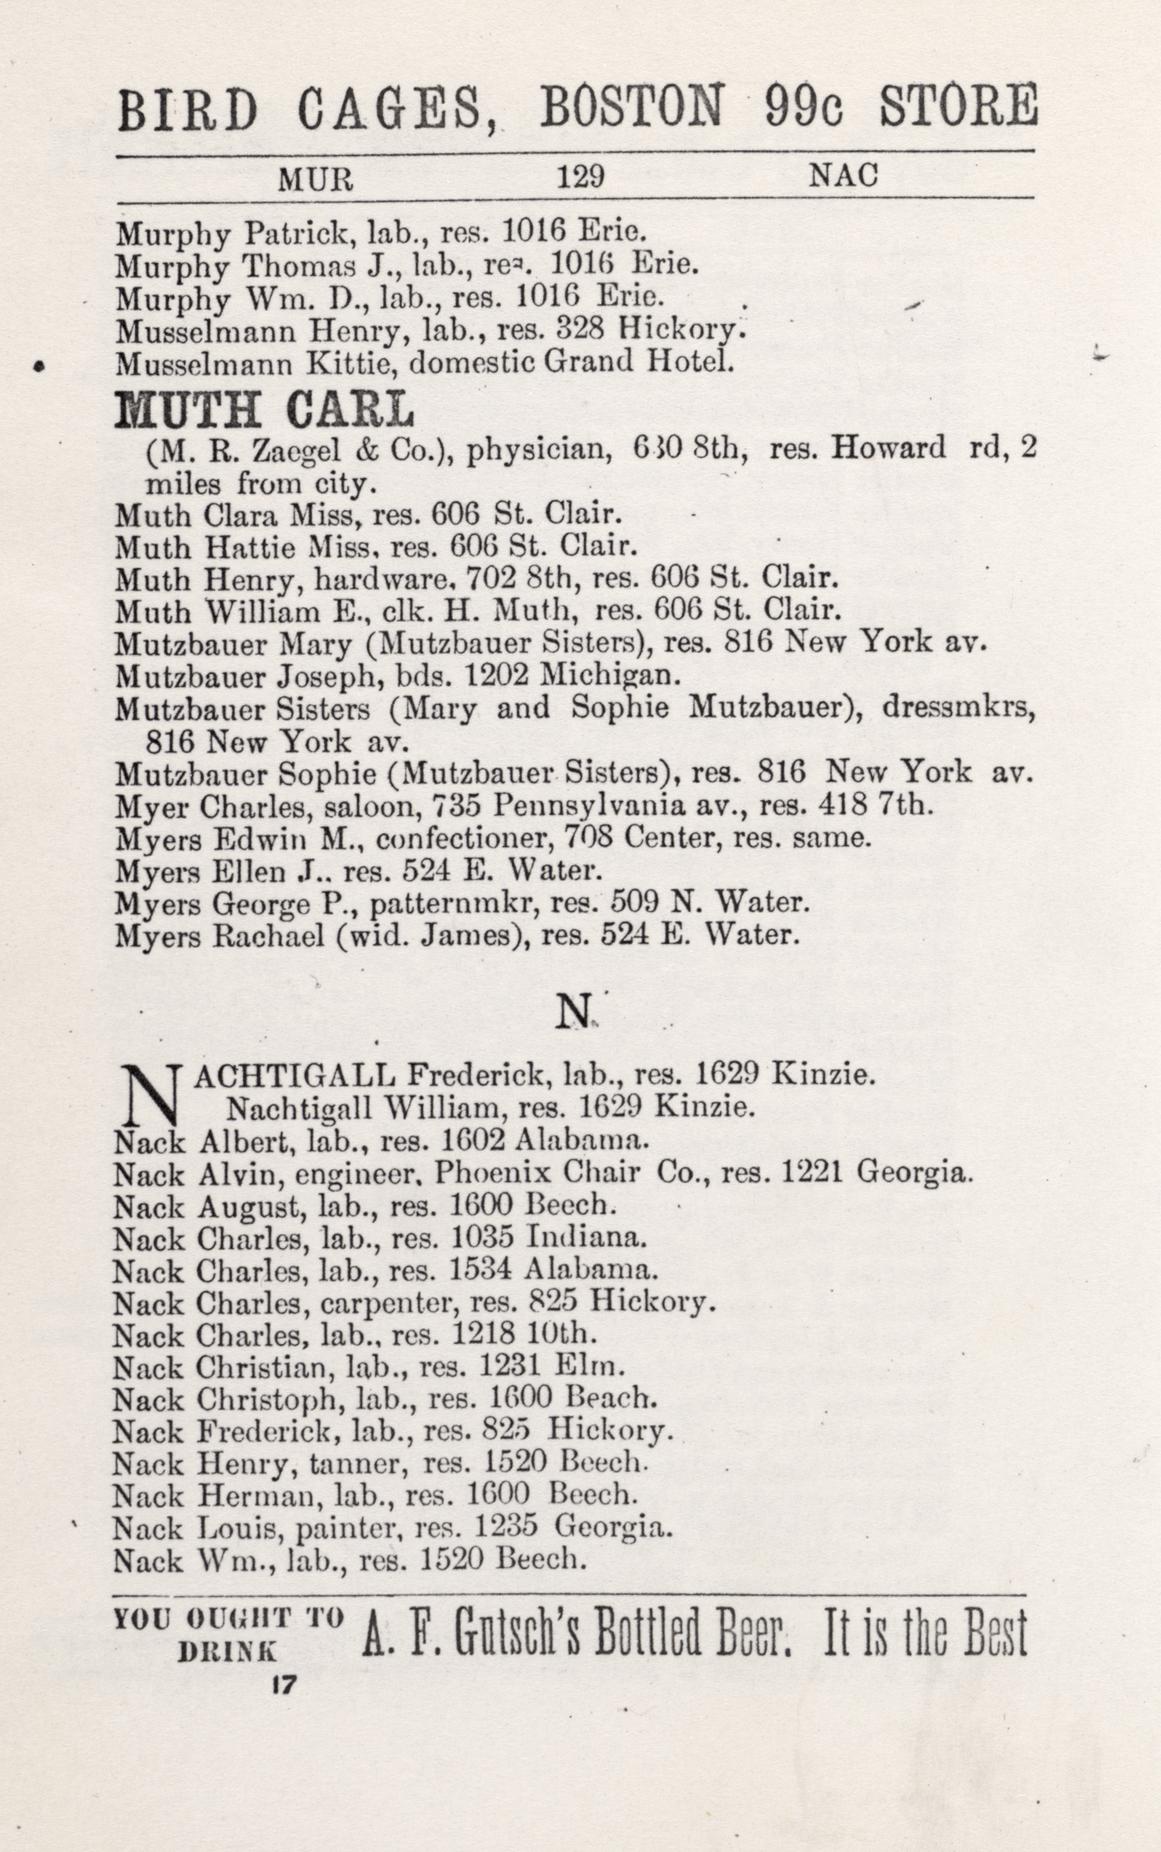 BIRD CAGES, BOSTON 99c STORE
MUR 129 NAC
Murphy Patrick, lab., res. 1016 Erie.
Murphy Thomas J., lab., res. 1016 Erie.
Murphy Wm. D., lab., res. 1016 Erie.
Musselmann Henry, lab., res. 328 Hickory.
Musselmann Kittie, domestic Grand Hotel.
MUTH CARL
(M. R. Zaegel & Co.), physician, 630 8th, res. Howard rd, 2
miles from city.
Muth Clara Miss, res. 606 St. Clair.
Muth Hattie Miss, res. 606 St. Clair.
Muth Henry, hardware, 702 8th, res. 606 St. Clair.
Muth William E., clk. H. Muth, res. 606 St. Clair.
Mutzbauer Mary (Mutzbauer Sisters), res. 816 New York av.
Mutzbauer Joseph, bds. 1202 Michigan.
Mutzbauer Sisters (Mary and Sophie Mutzbauer), dressmkrs,
816 New York av.
Mutzbauer Sophie (Mutzbauer Sisters), res. 816 New York av.
Myer Charles, saloon, 735 Pennsylvania av., res. 418 7th.
Myers Edwin M., confectioner, 708 Center, res. same.
Myers Ellen J.. res. 524 E. Water.
Myers George P., patternmkr, res. 509 N. Water.
Myers Rachael (wid. James), res. 524 E. Water.
N.
NACHTIGALL Frederick, lab., res. 1629 Kinzie.
Nachtigall William, res. 1629 Kinzie.
Nack Albert, lab., res. 1602 Alabama.
Nack Alvin, engineer, Phoenix Chair Co., res. 1221 Georgia.
Nack August, lab., res. 1600 Beech.
Nack Charles, lab., res. 1035 Indiana.
Nack Charles, lab., res. 1534 Alabama.
Nack Charles, carpenter, res. 825 Hickory.
Nack Charles, lab., res. 1218 10th.
Nack Christian, lab., res. 1231 Elm.
Nack Christoph, lab., res. 1600 Beach.
Nack Frederick, lab., res. 825 Hickory.
Nack Henry, tanner, res. 1520 Beech.
Nack Herman, lab., res. 1600 Beech.
Nack Louis, painter, res. 1235 Georgia.
Nack Wm., lab., res. 1520 Beech.
YOU OUGHT TO DRINK A. F. Gutsch's Bottled Beer. It is the Best
17